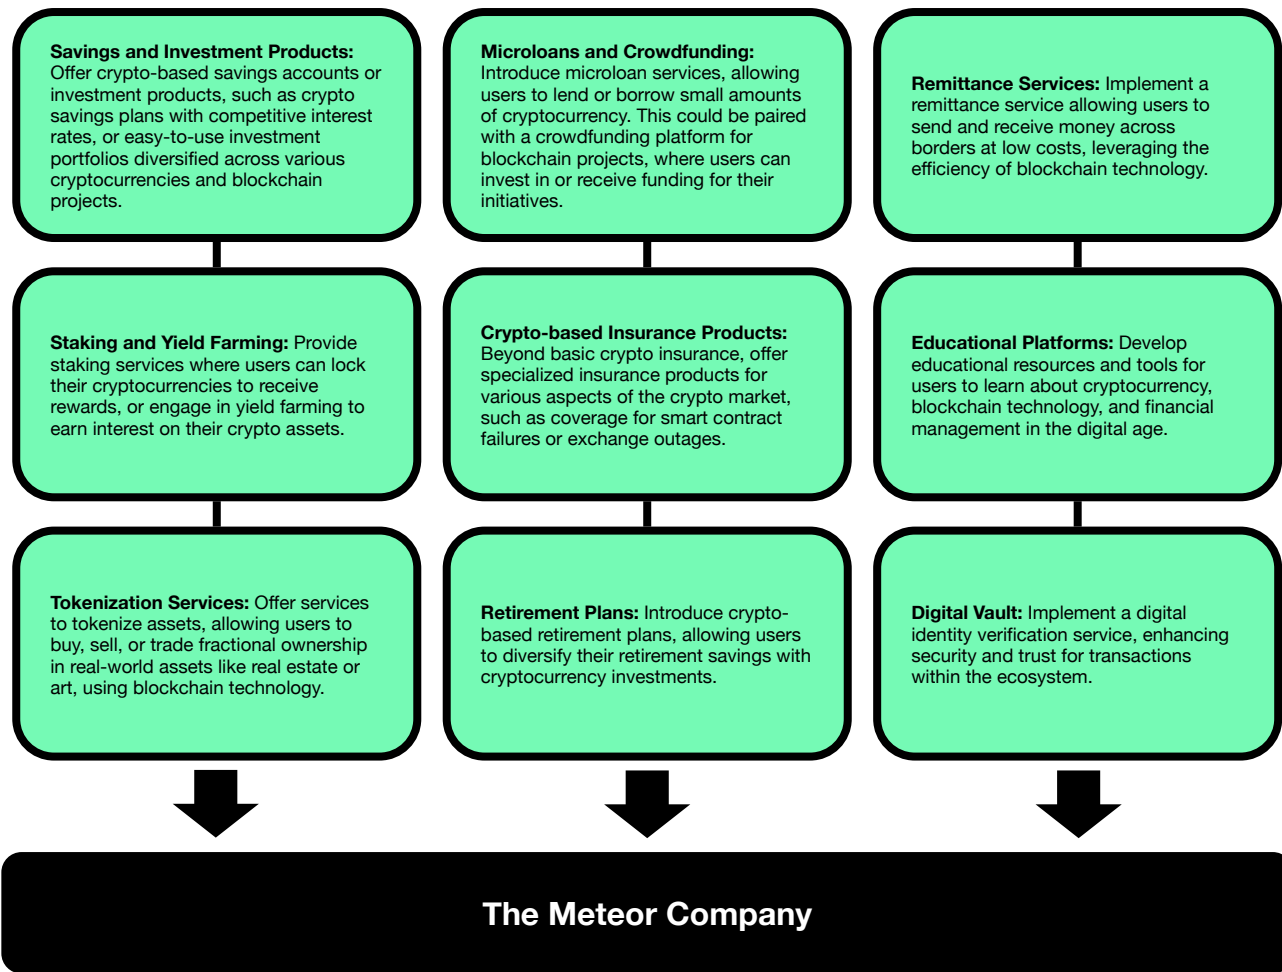 Savings and Investment Products:
Offer crypto-based savings accounts or
investment products, such as crypto
savings plans with competitive interest
rates, or easy-to-use investment
portfolios diversified across various
cryptocurrencies and blockchain
projects.
Microloans and Crowdfunding:
Introduce microloan services, allowing
users to lend or borrow small amounts
of cryptocurrency. This could be paired
with a crowdfunding platform for
blockchain projects, where users can
invest in or receive funding for their
initiatives.
Remittance Services: Implement a
remittance service allowing users to
send and receive money across
borders at low costs, leveraging the
efficiency of blockchain technology.
Staking and Yield Farming: Provide
staking services where users can lock
their cryptocurrencies to receive
rewards, or engage in yield farming to
earn interest on their crypto assets.
Crypto-based Insurance Products:
Beyond basic crypto insurance, offer
specialized insurance products for
various aspects of the crypto market,
such as coverage for smart contract
failures or exchange outages.
Educational Platforms: Develop
educational resources and tools for
users to learn about cryptocurrency,
blockchain technology, and financial
management in the digital age.
Tokenization Services: Offer services
to tokenize assets, allowing users to
buy, sell, or trade fractional ownership
in real-world assets like real estate or
art, using blockchain technology.
Retirement Plans: Introduce crypto-
based retirement plans, allowing users
to diversify their retirement savings with
cryptocurrency investments.
Digital Vault: Implement a digital
identity verification service, enhancing
security and trust for transactions
within the ecosystem.
The Meteor Company